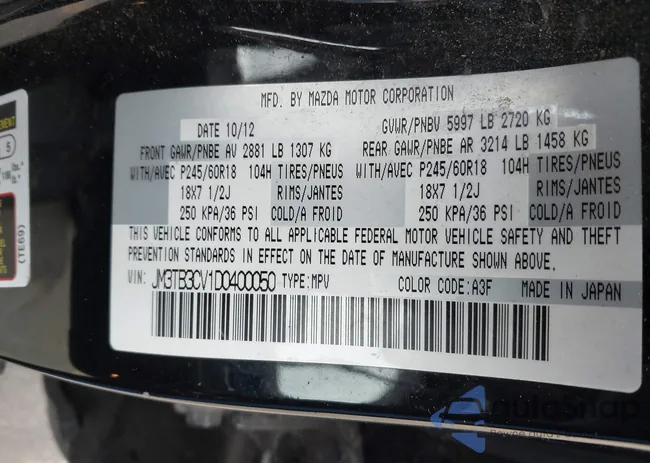 MFD. BY MAZDA MOTOR CORPORATION
DATE 10/12 GVWR/PNBV 5997 LB 2720 KG
FRONT GAWR/PNBE AV 2881 LB 1307 KG REAR GAWR/PNBE AR 3214 LB 1458 KG
WITH/AVEC P245/60R18 104H TIRES/PNEUS WITH/AVEC P245/60R18 104H TIRES/PNEUS
18X7 1/2J RIMS/JANTES 18X7 1/2J RIMS/JANTES
250 KPA/36 PSI COLD/A FROID 250 KPA/36 PSI COLD/A FROID
THIS VEHICLE CONFORMS TO ALL APPLICABLE FEDERAL MOTOR VEHICLE SAFETY AND THEFT
PREVENTION STANDARDS IN EFFECT ON THE DATE OF MANUFACTURE SHOWN ABOVE.
VIN: JM3TB3CV1D0400050 TYPE: MPV COLOR CODE: A3F MADE IN JAPAN
5
(TE69)
autoSnap